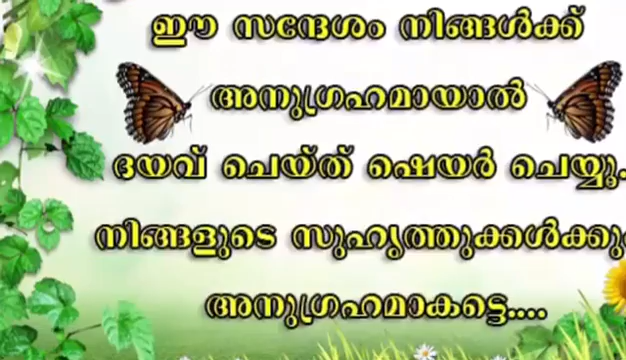 ഈ സന്ദേശം നിങ്ങൾക്ക്
അനുഗ്രഹമായാൽ
ദയവ് ചെയ്ത് ഷെയർ ചെയ്യൂ.
നിങ്ങളുടെ സുഹൃത്തുക്കൾക്കും
അനുഗ്രഹമാകട്ടെ....